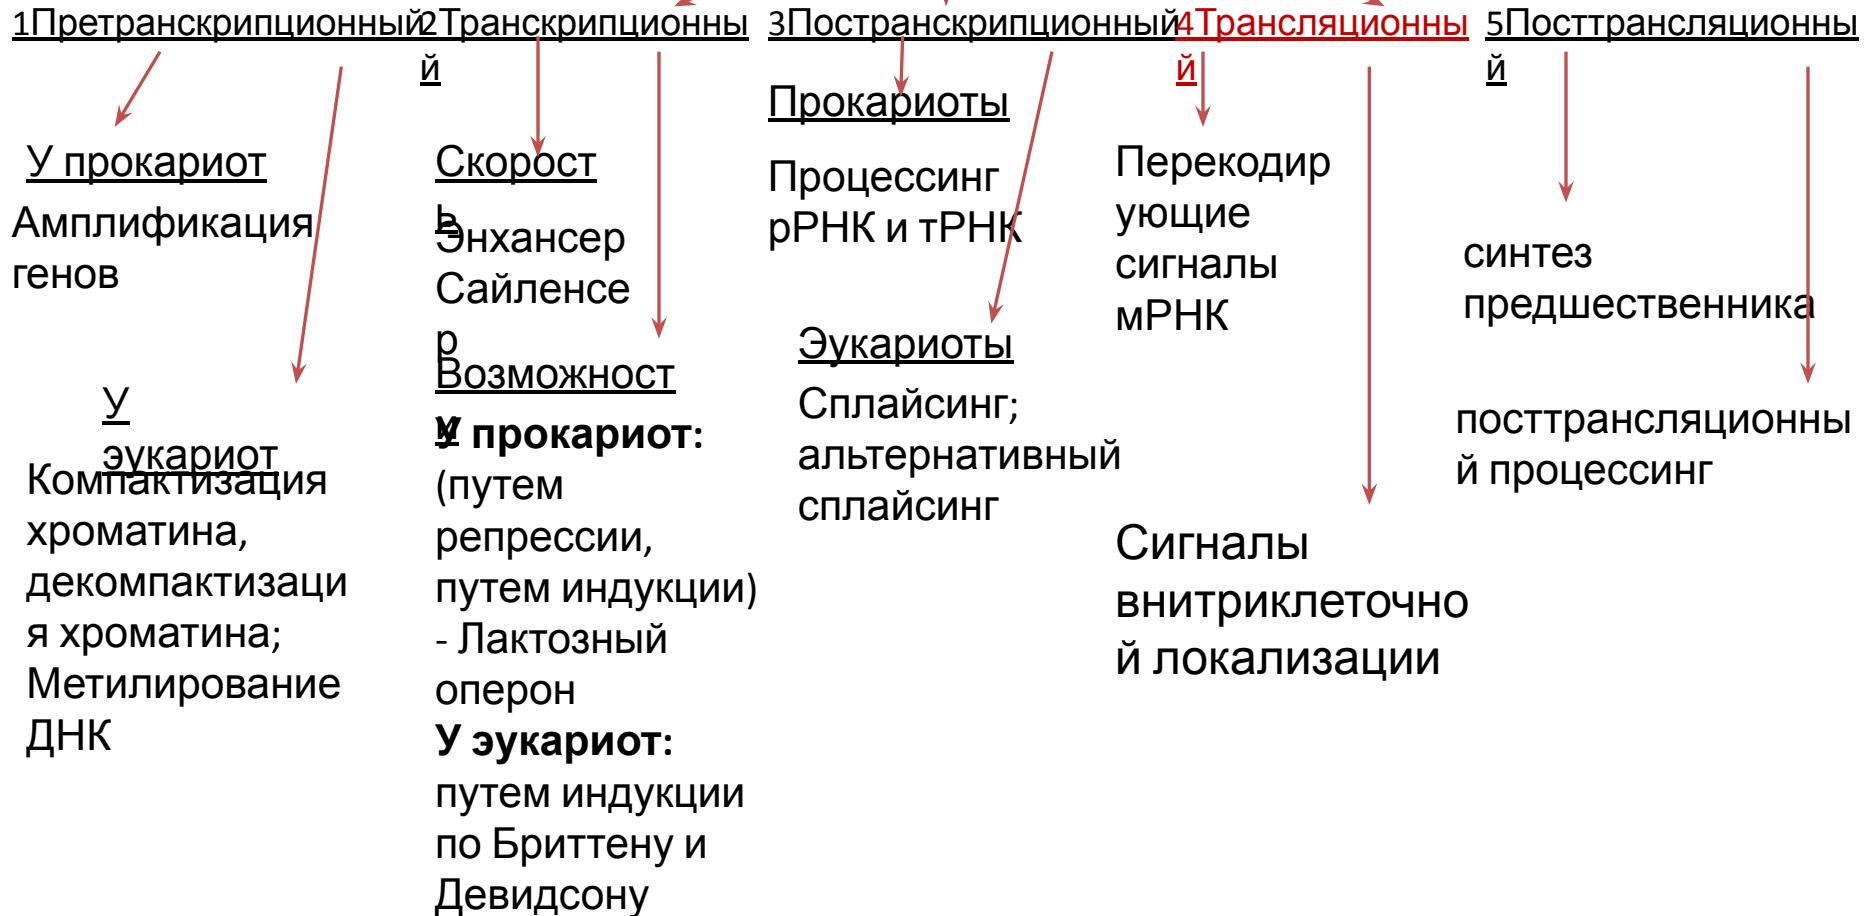 1Претранскрипционный
У прокариот
Амплификация
генов
У
эукариот
Компактизация
хроматина,
декомпактизаци
я хроматина;
Метилирование
ДНК
2Транскрипционны
й
Скорост
ь
Энхансер
Сайленсе
р
Возможност
и
У прокариот:
(путем
репрессии,
путем индукции)
- Лактозный
оперон
У эукариот:
путем индукции
по Бриттену и
Девидсону
3Постранскрипционный
Прокариоты
Процессинг
рРНК и тРНК
Эукариоты
Сплайсинг;
альтернативный
сплайсинг
4Трансляционны
й
Перекодир
ующие
сигналы
мРНК
Сигналы
внитриклеточно
й локализации
5Посттрансляционны
й
синтез
предшественника
посттрансляционны
й процессинг